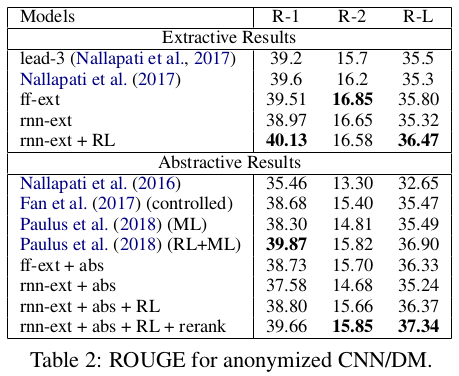 Models R-1 R-2 R-L
Extractive Results
lead-3 (Nallapati et al., 2017) 39.2 15.7 35.5
Nallapati et al. (2017) 39.6 16.2 35.3
ff-ext 39.51 16.85 35.80
rnn-ext 38.97 16.65 35.32
rnn-ext + RL 40.13 16.58 36.47
Abstractive Results
Nallapati et al. (2016) 35.46 13.30 32.65
Fan et al. (2017) (controlled) 38.68 15.40 35.47
Paulus et al. (2018) (ML) 38.30 14.81 35.49
Paulus et al. (2018) (RL+ML) 39.87 15.82 36.90
ff-ext + abs 38.73 15.70 36.33
rnn-ext + abs 37.58 14.68 35.24
rnn-ext + abs + RL 38.80 15.66 36.37
rnn-ext + abs + RL + rerank 39.66 15.85 37.34
Table 2: ROUGE for anonymized CNN/DM.